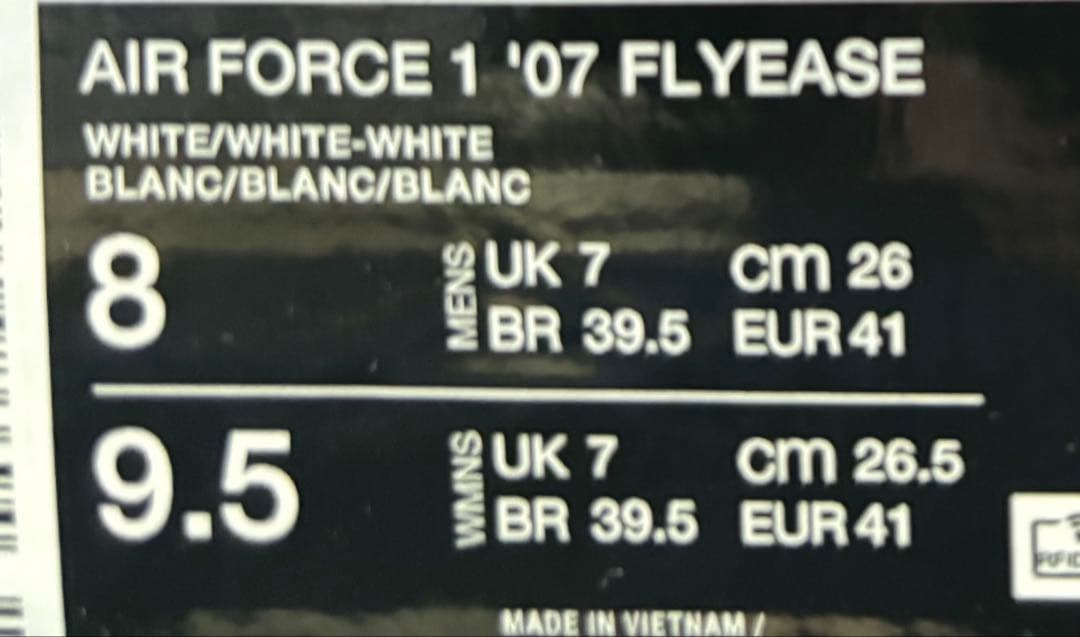 AIR FORCE 1 '07 FLYEASE
WHITE/WHITE-WHITE
BLANC/BLANC/BLANC
8 MENS UK 7 cm 26
BR 39.5 EUR 41
9.5 WMNS UK 7 cm 26.5
BR 39.5 EUR 41
RFID
MADE IN VIETNAM /